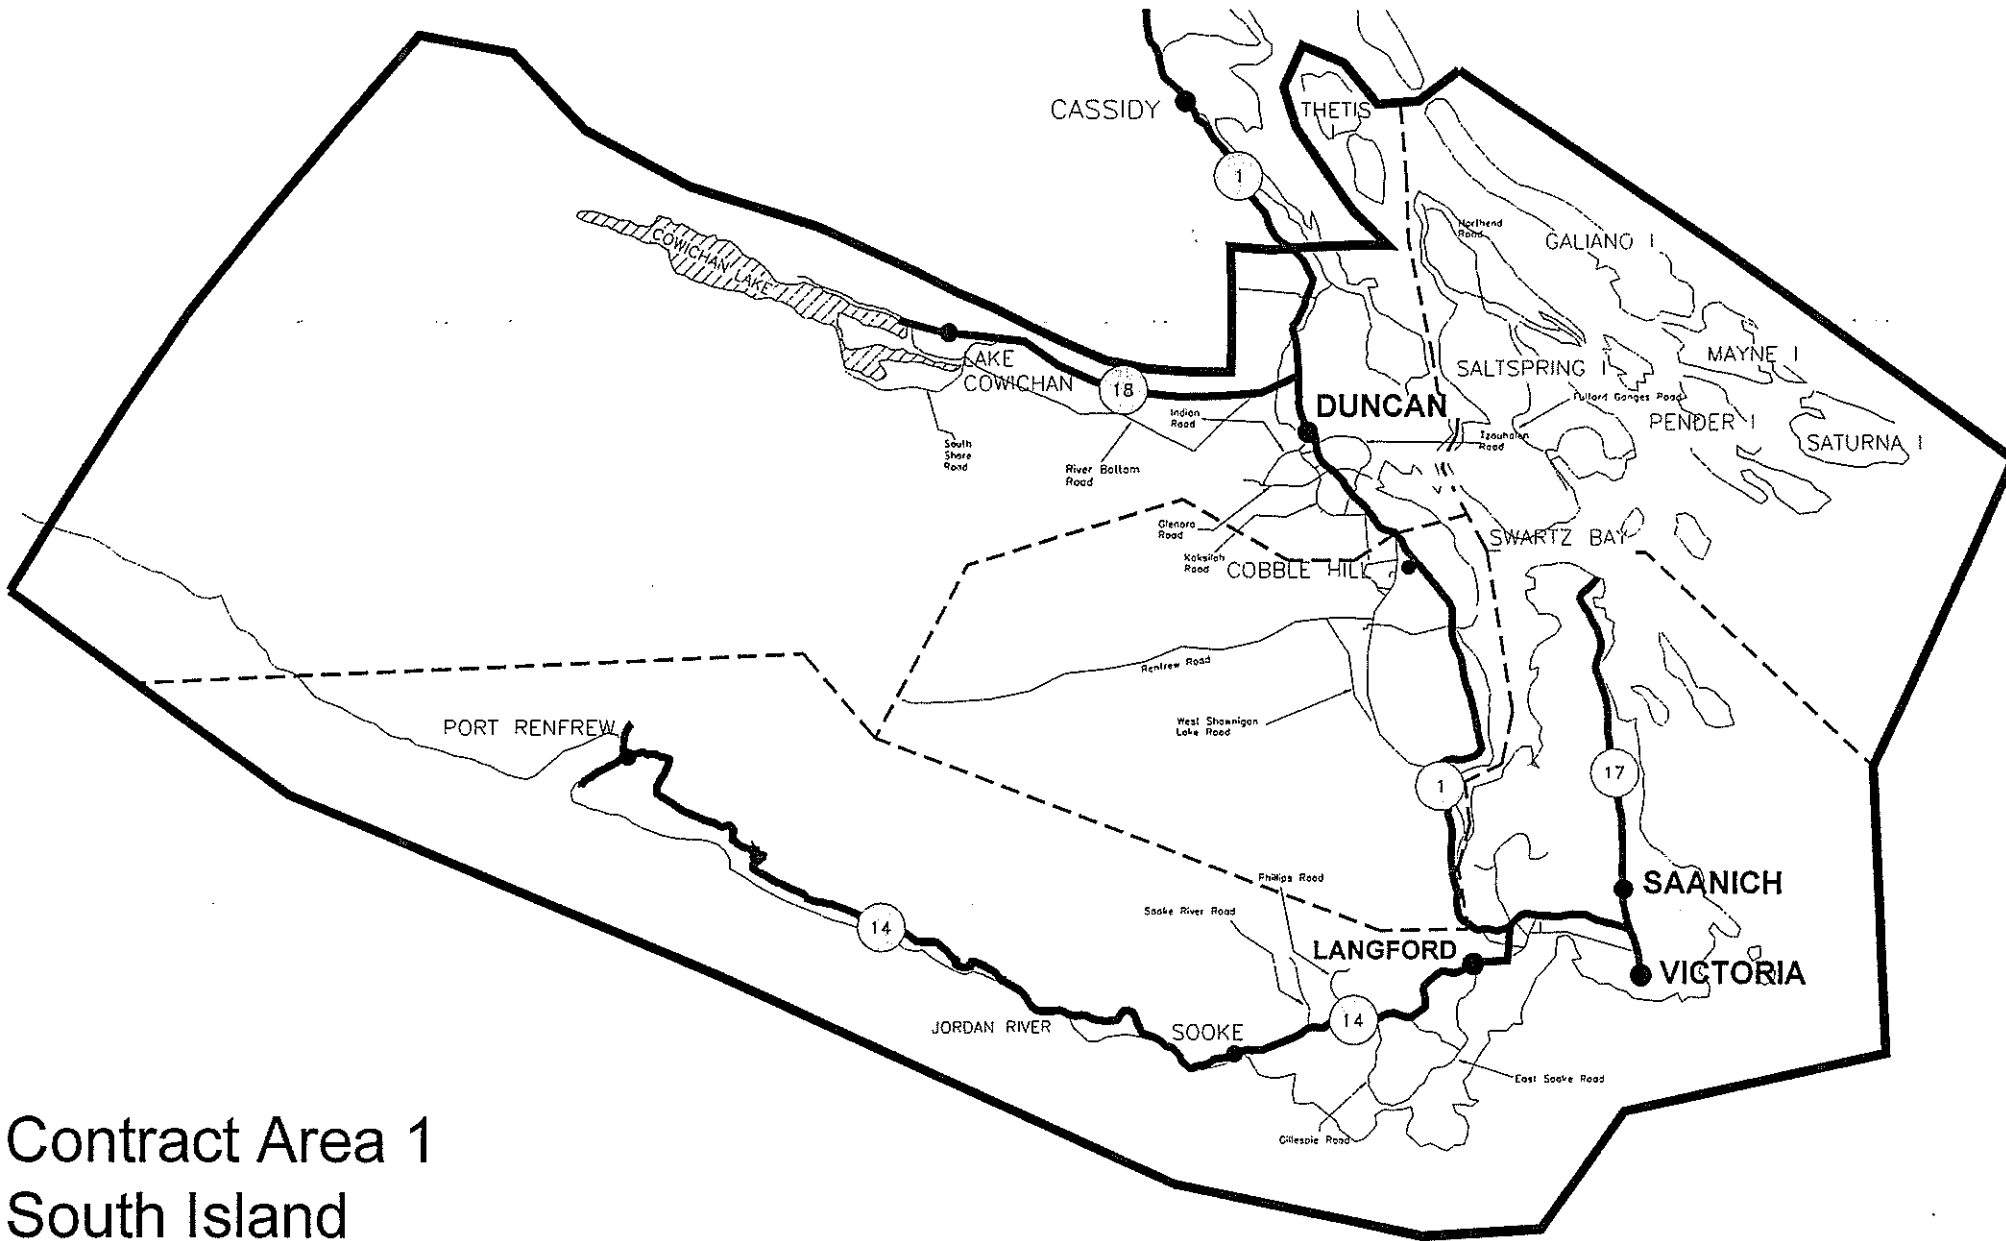 CASSIDY
THETIS
I
1
Northend
Road
GALIANO I
COWICHAN LAKE
MAYNE I
LAKE
COWICHAN
SALTSPRING I
18
Fulford Ganges Road
DUNCAN
PENDER I
Indian
Road
Tzouhalen
Road
SATURNA I
South
Shore
Road
River Bottom
Road
Glenora
Road
SWARTZ BAY
Koksilah
Road
COBBLE HILL
Renfrew Road
PORT RENFREW
West Shawnigan
Lake Road
1
17
Phillips Road
SAANICH
Sooke River Road
14
LANGFORD
VICTORIA
JORDAN RIVER
SOOKE
14
East Sooke Road
Gillespie Road
Contract Area 1
South Island